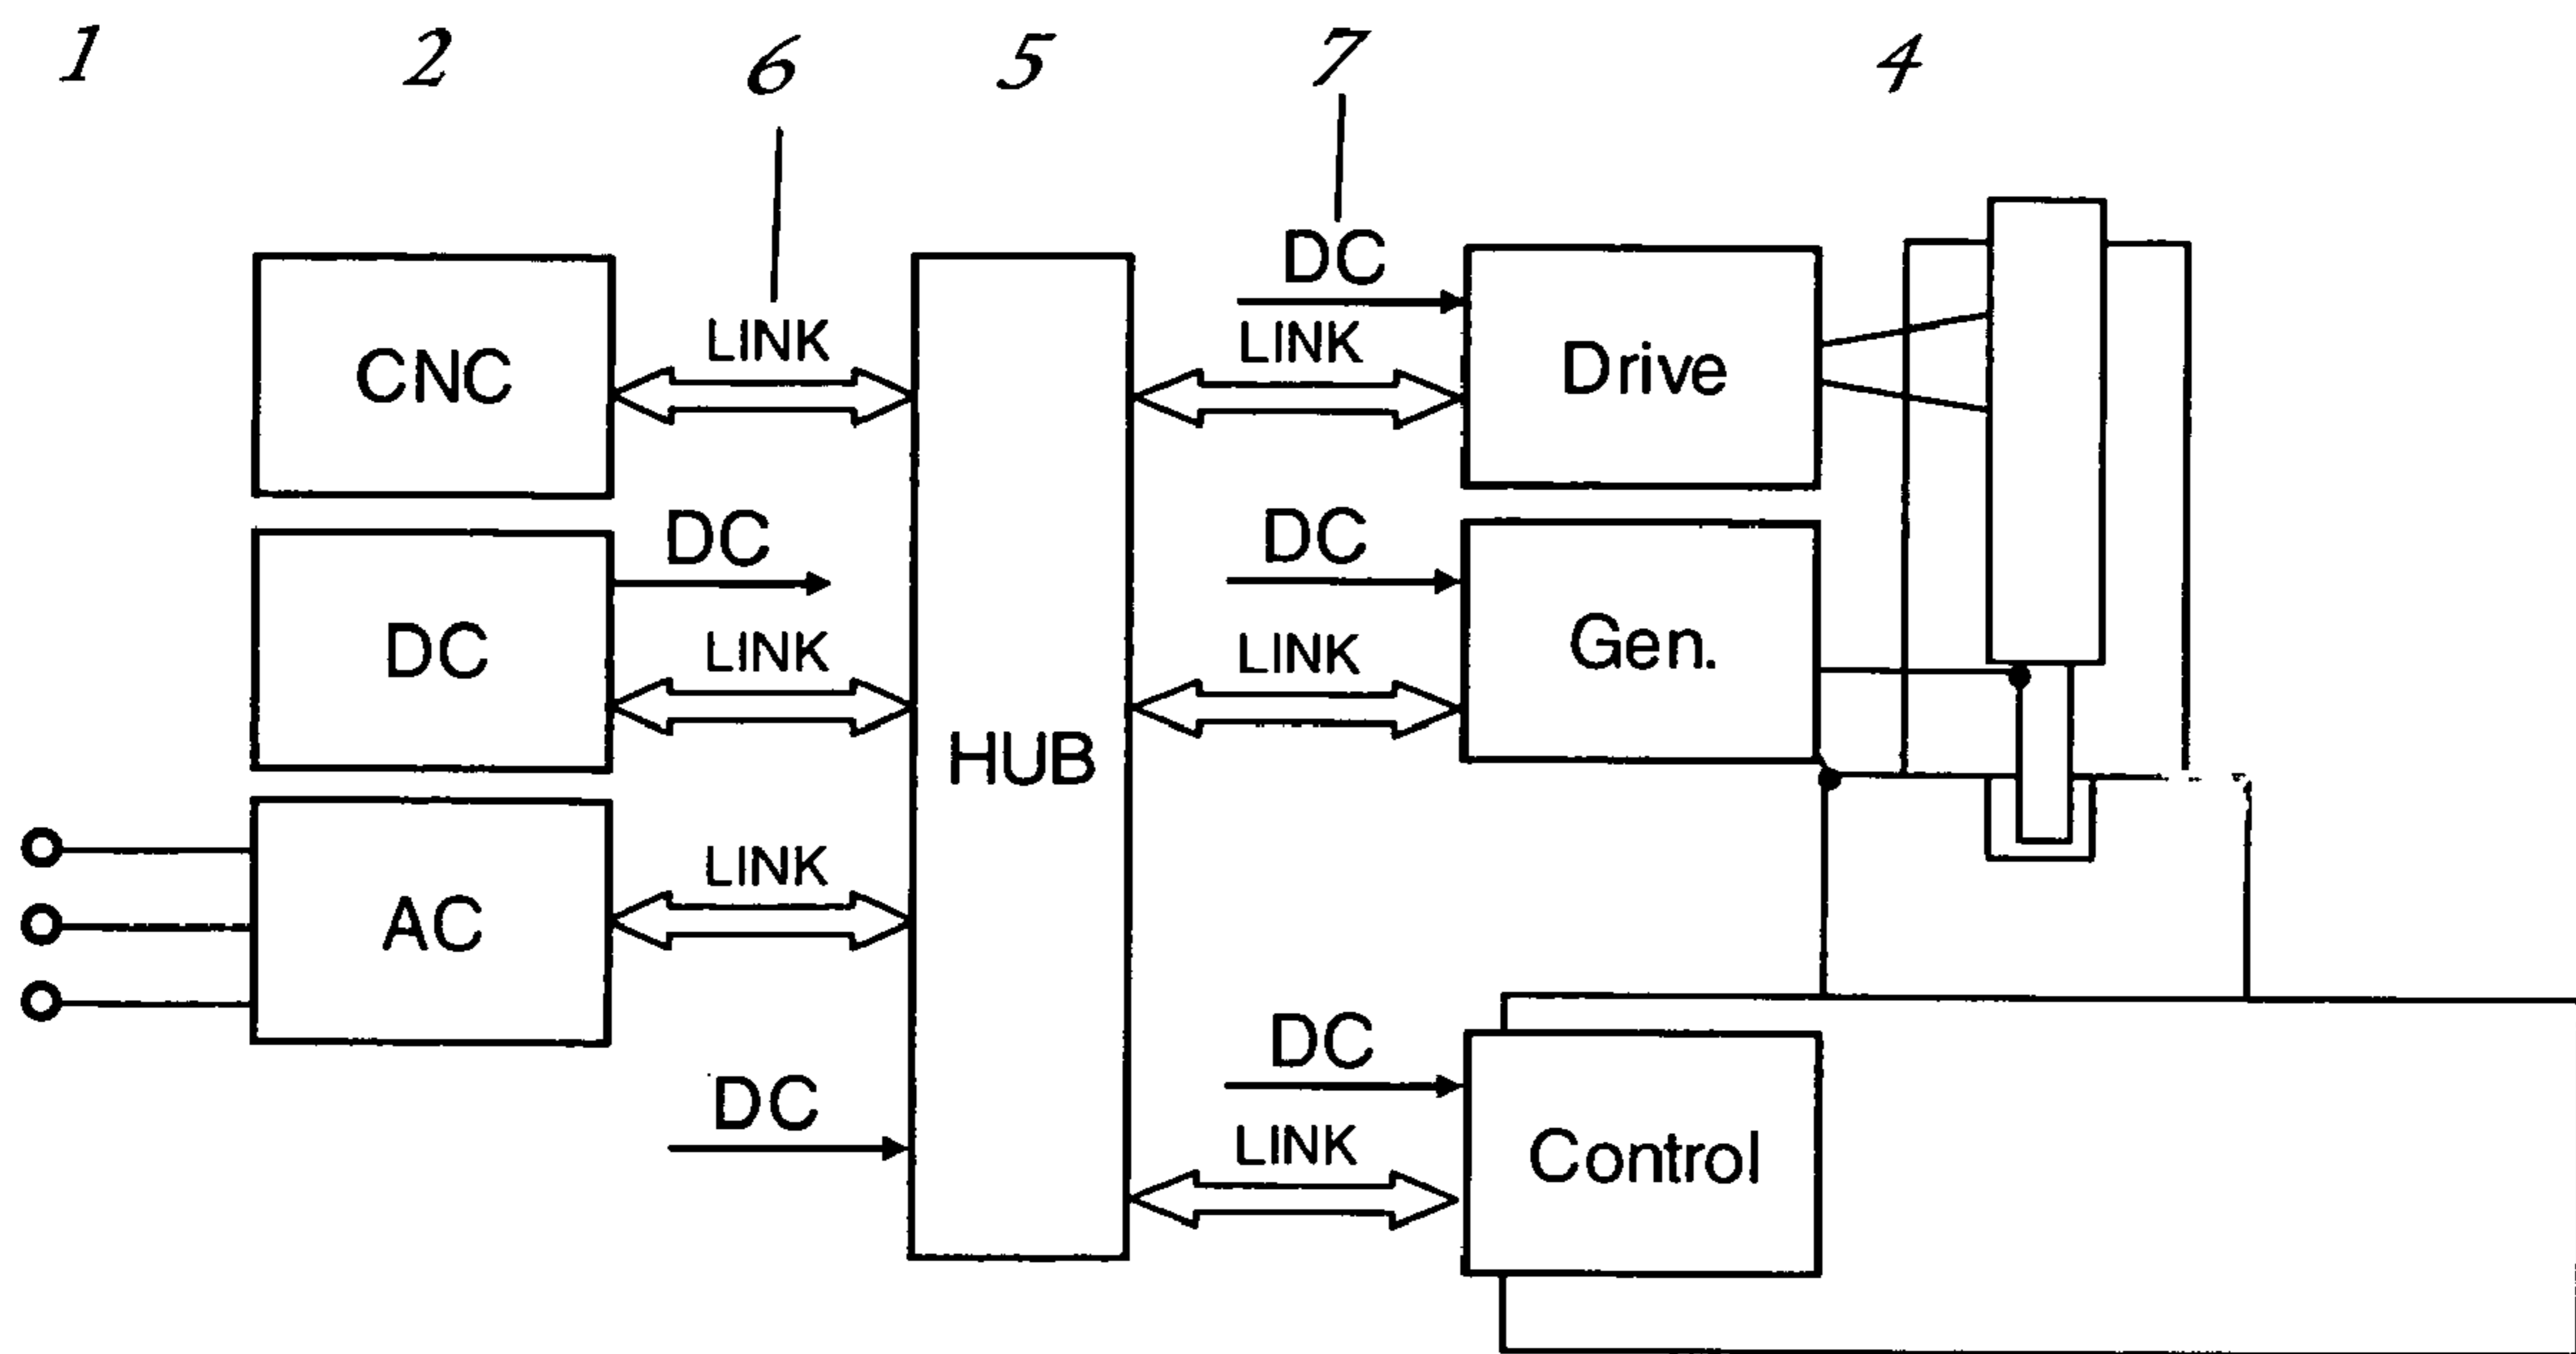 1 2 6 5 7 4
DC
LINK LINK
CNC Drive
DC DC
LINK LINK
DC Gen.
HUB
LINK
AC
DC
DC
LINK
Control